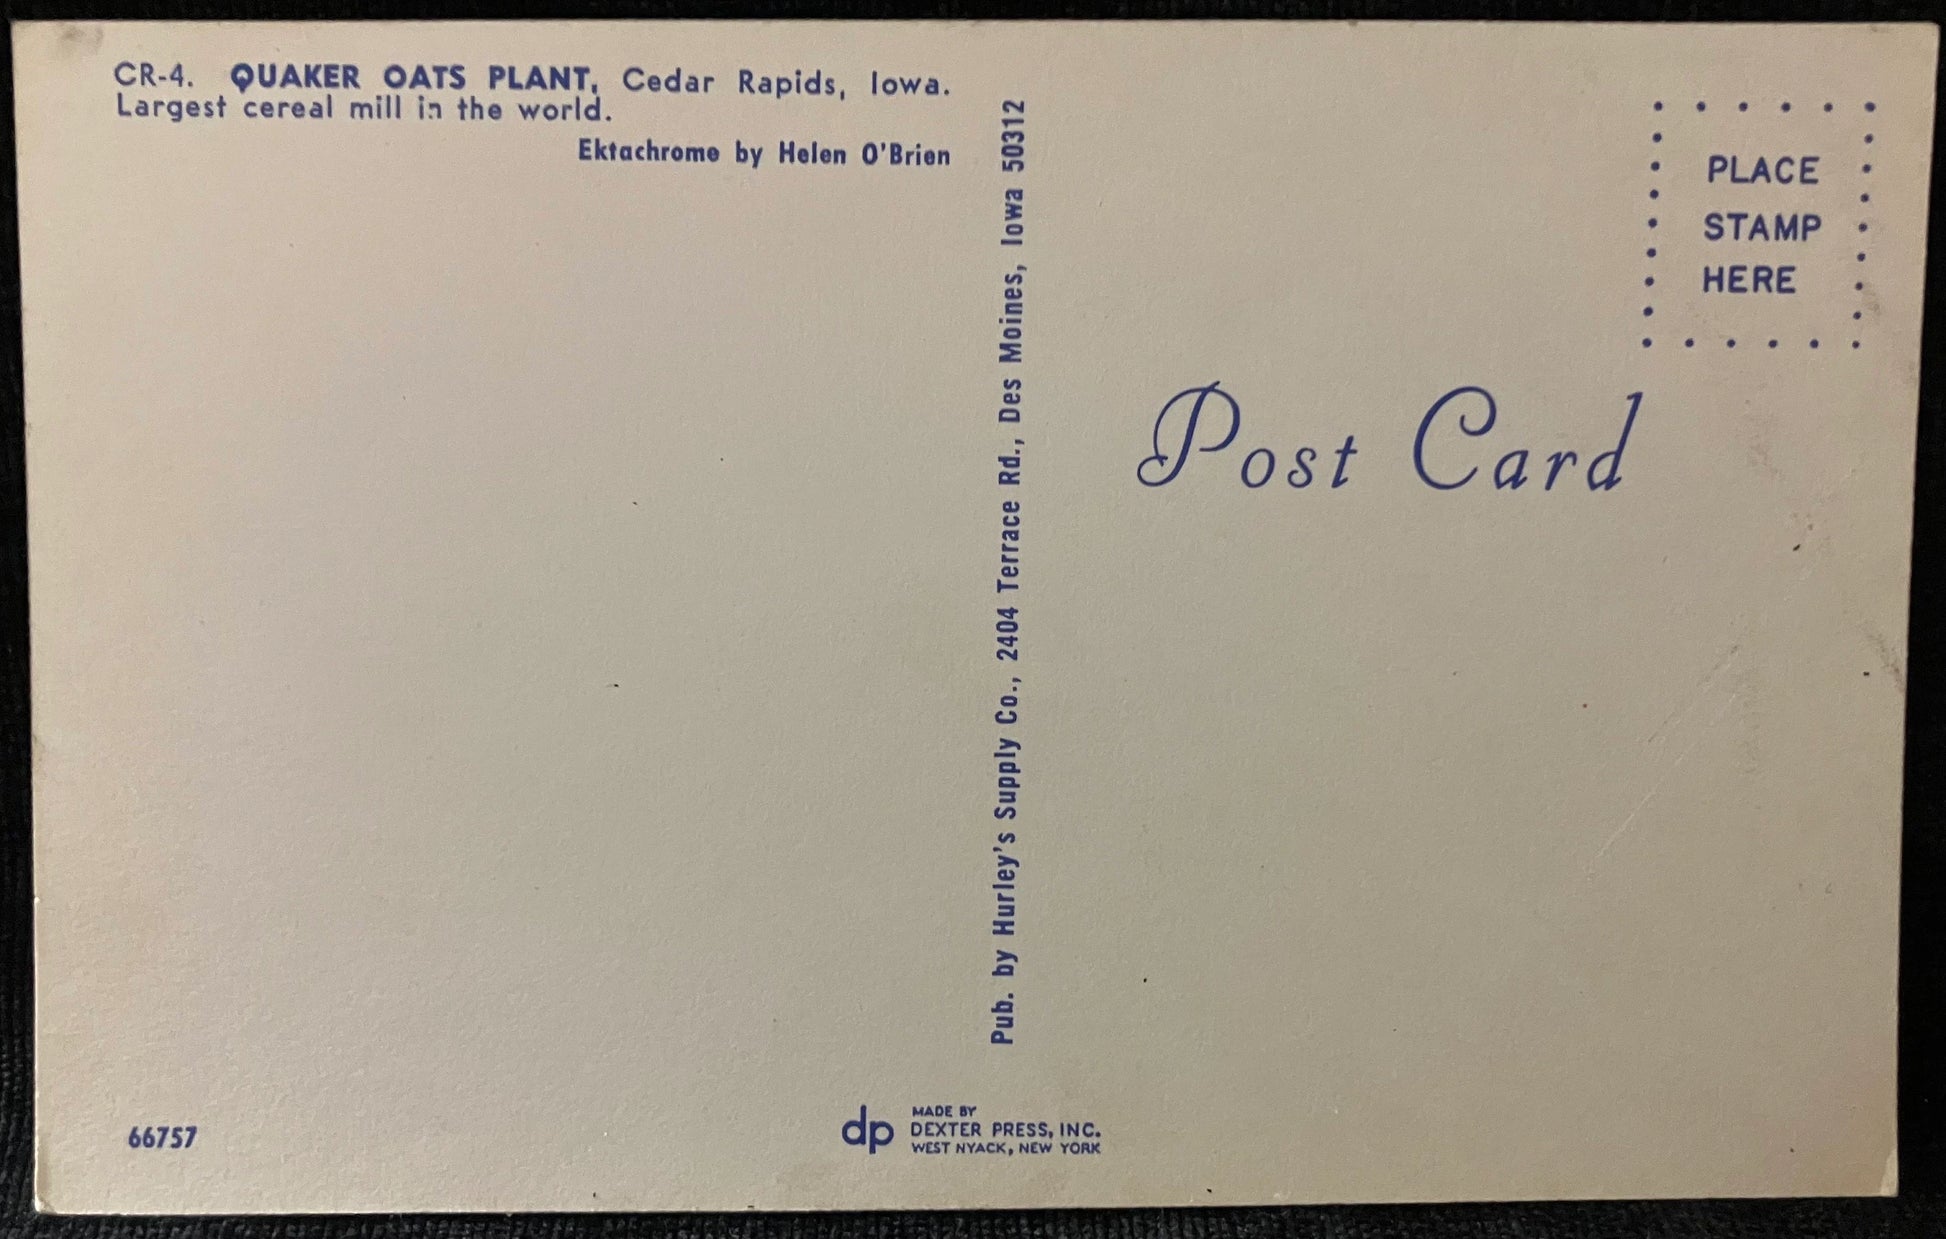 CR-4. QUAKER OATS PLANT, Cedar Rapids, Iowa.
Largest cereal mill in the world.
Ektachrome by Helen O'Brien
Pub. by Hurley's Supply Co., 2404 Terrace Rd., Des Moines, Iowa 50312
PLACE
STAMP
HERE
Post Card
66757
dp
MADE BY
DEXTER PRESS, INC.
WEST NYACK, NEW YORK